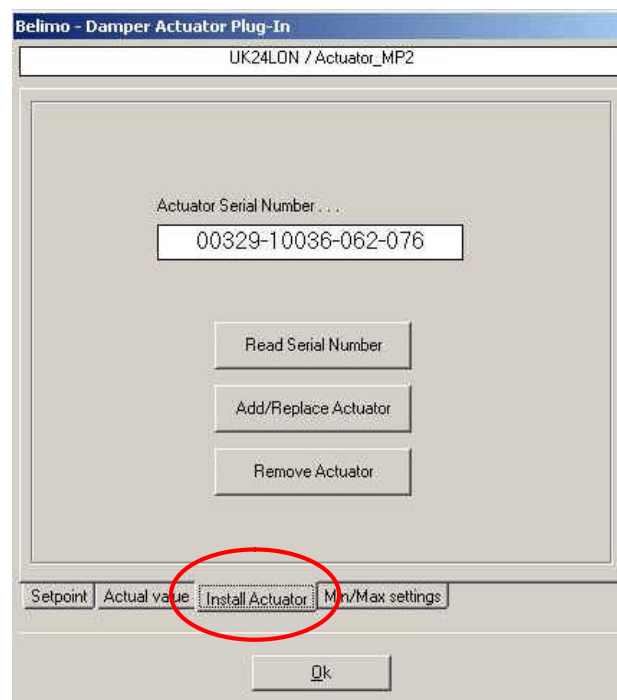 Belimo - Damper Actuator Plug-In
UK24LON / Actuator_MP2
Actuator Serial Number . . .
00329-10036-062-076
Read Serial Number
Add/Replace Actuator
Remove Actuator
Setpoint Actual value Install Actuator Min/Max settings
Ok